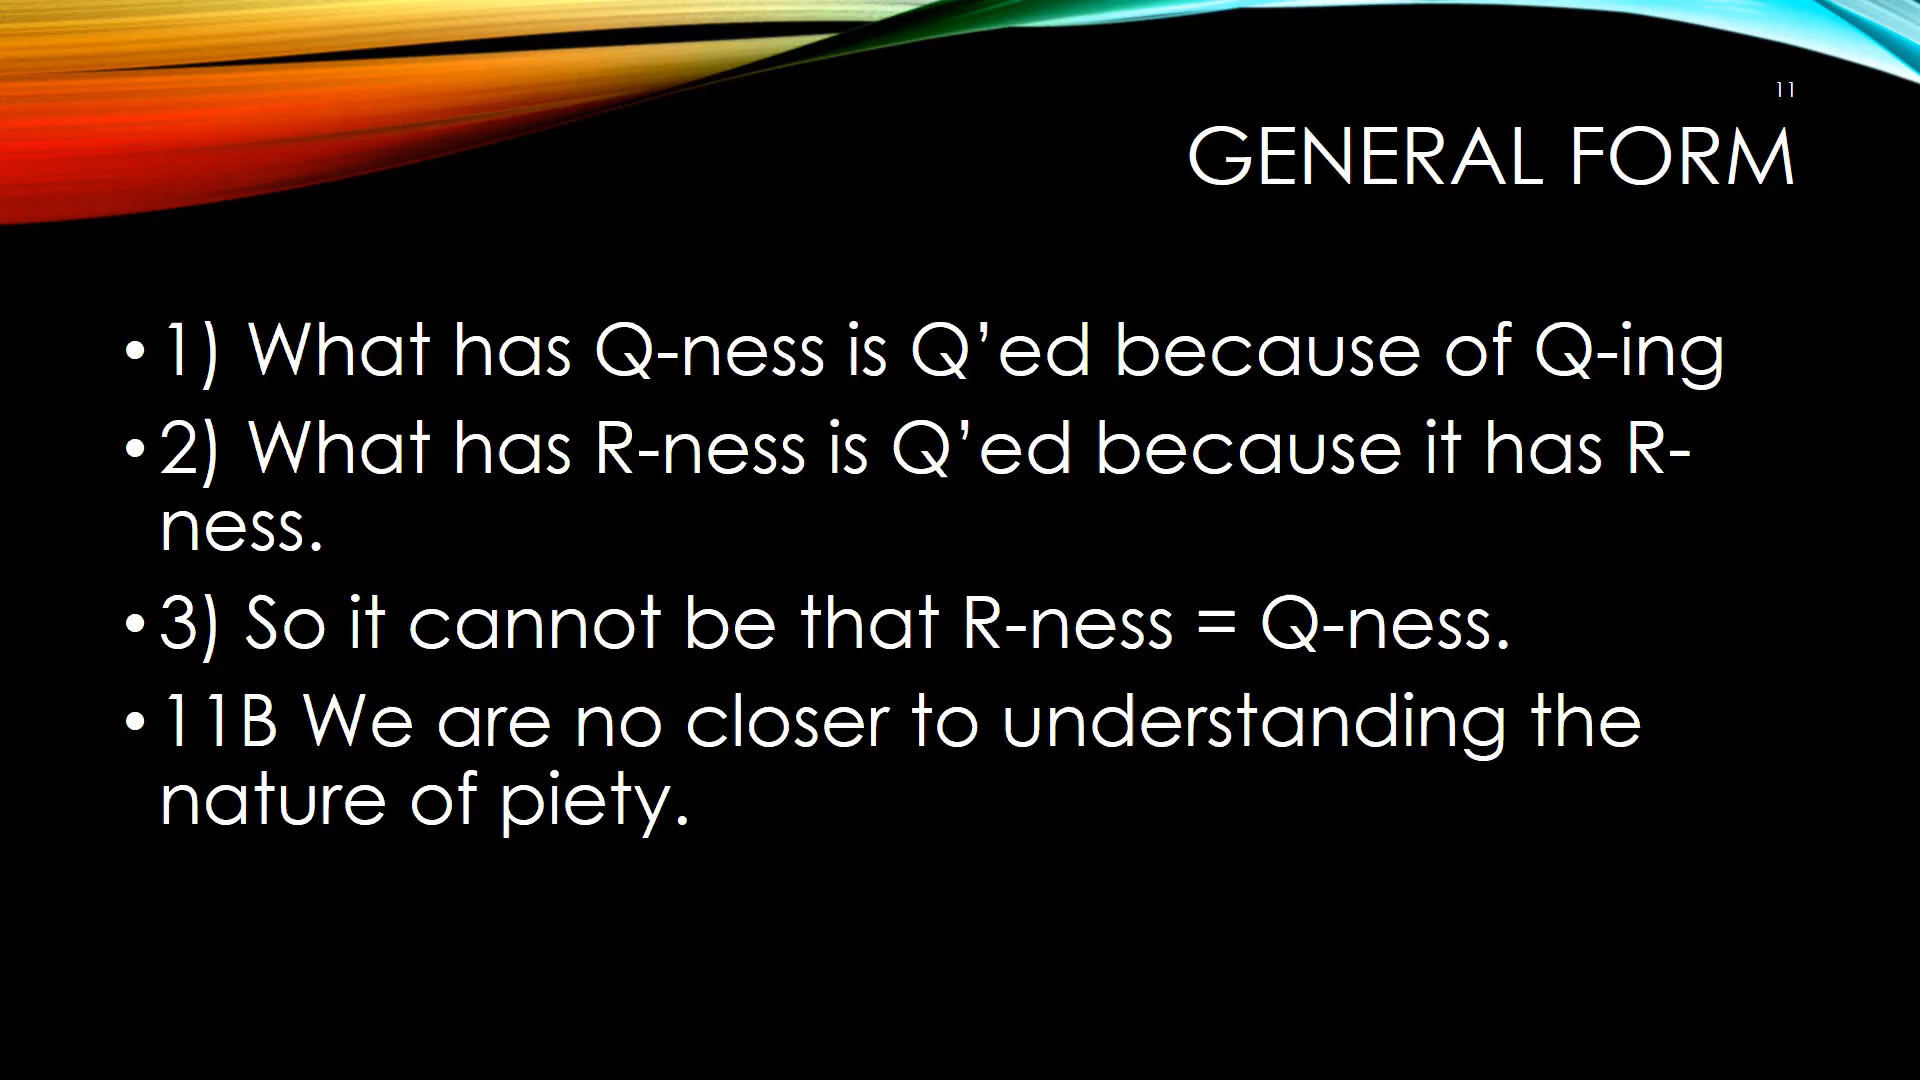 11
GENERAL FORM
• 1) What has Q-ness is Q’ed because of Q-ing
• 2) What has R-ness is Q’ed because it has R-
ness.
• 3) So it cannot be that R-ness = Q-ness.
• 11B We are no closer to understanding the
nature of piety.